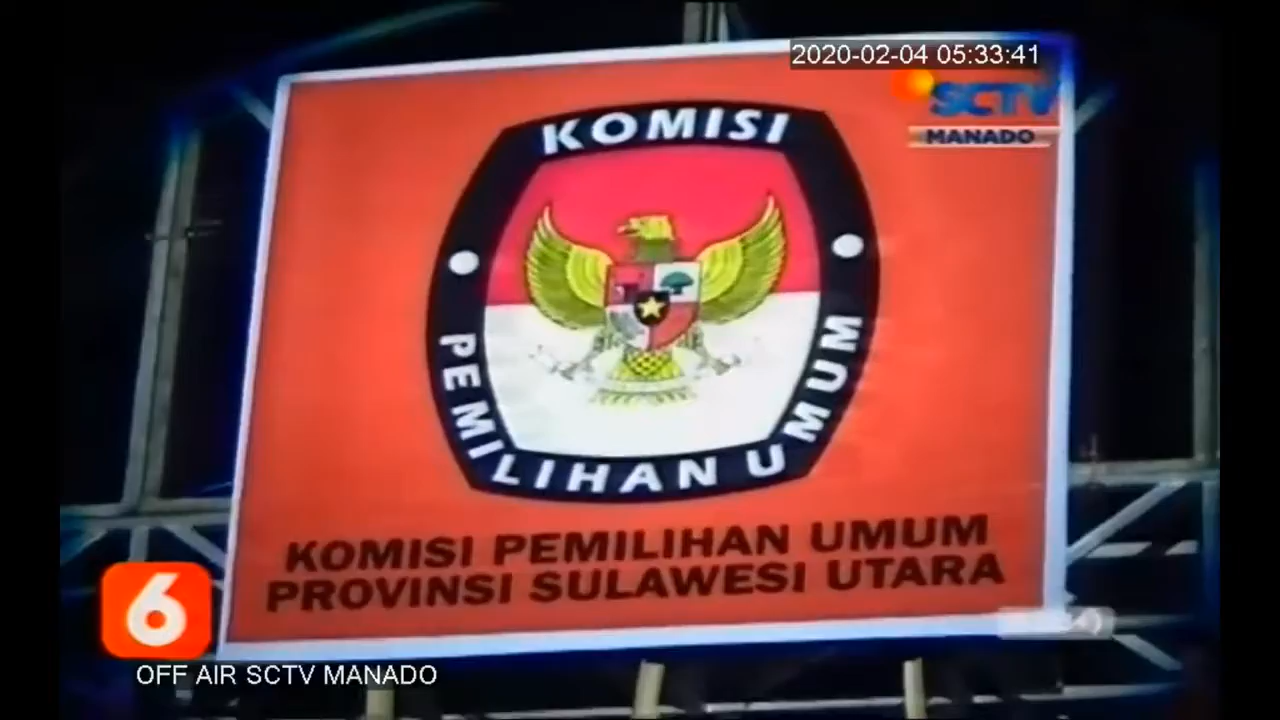 2020-02-04 05:33:41
SCTV
MANADO
KOMISI
PEMILIHAN UMUM
KOMISI PEMILIHAN UMUM
PROVINSI SULAWESI UTARA
6
OFF AIR SCTV MANADO